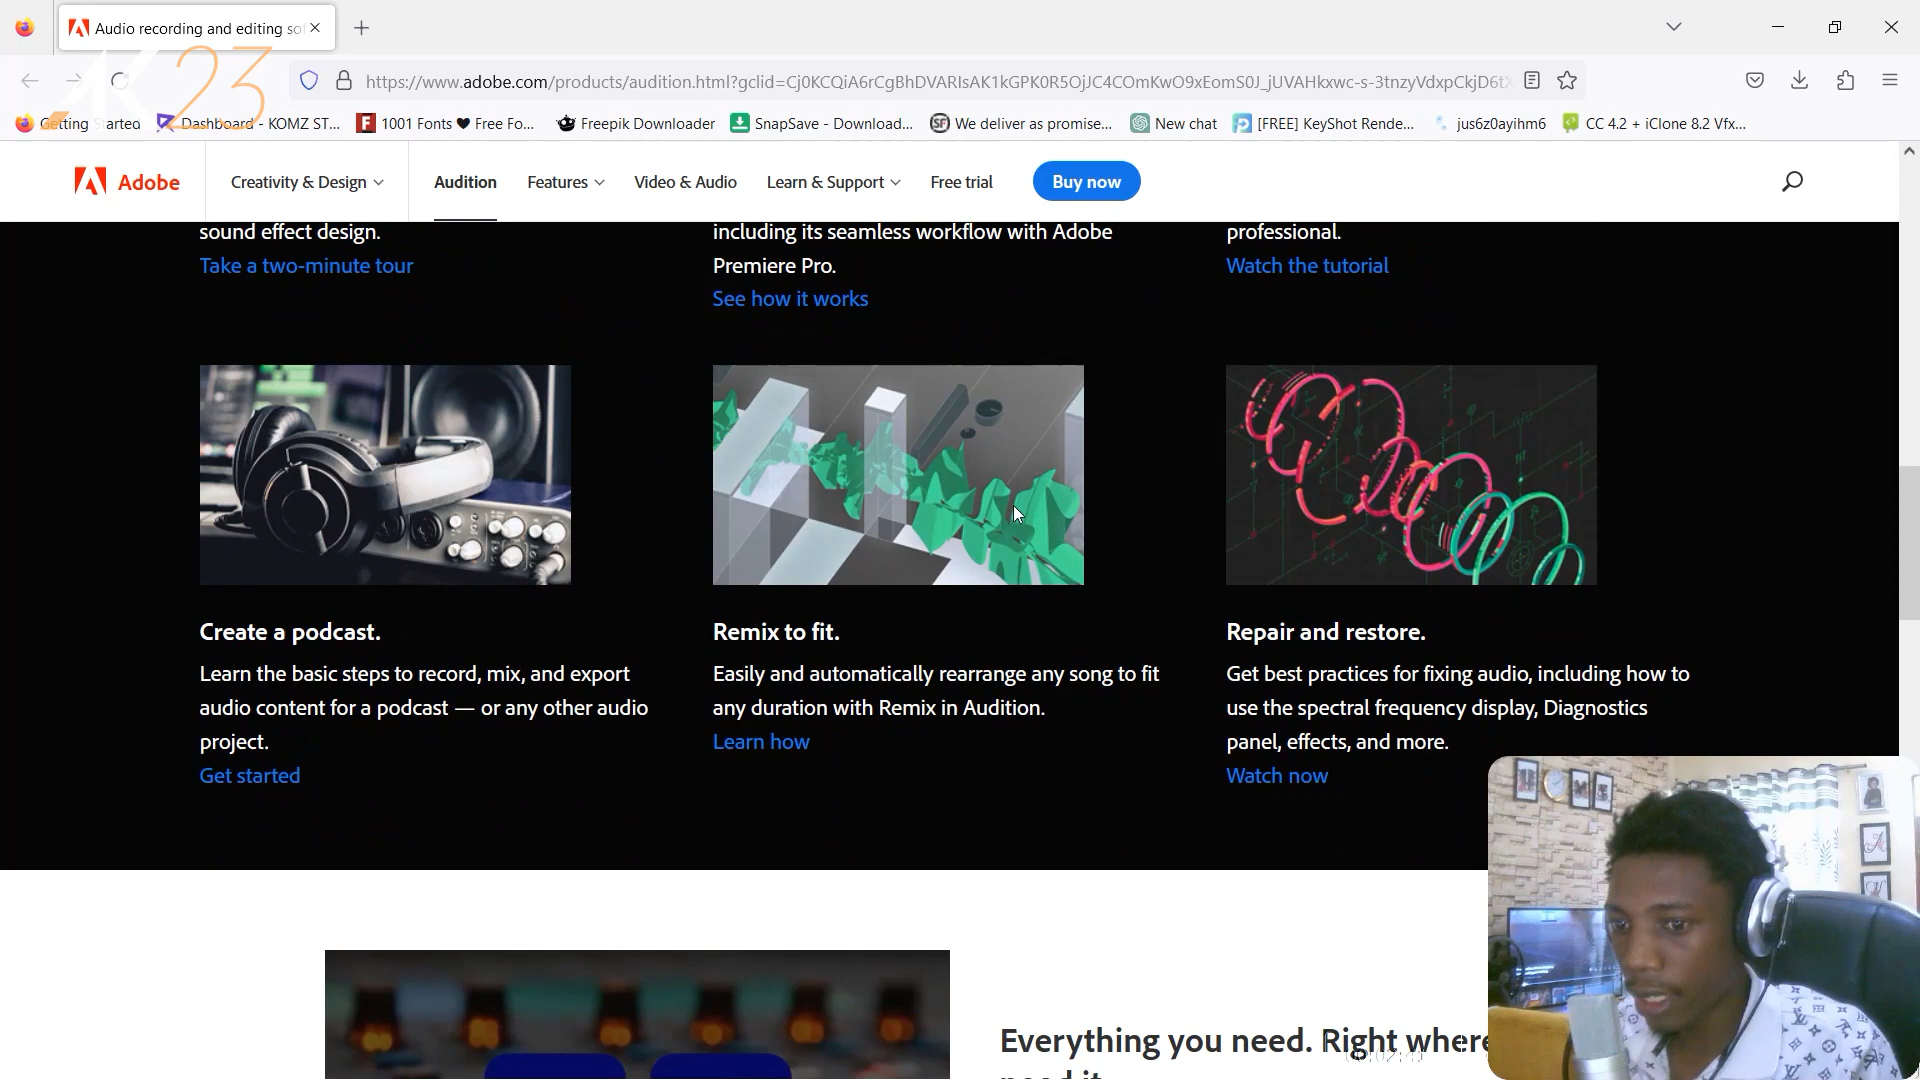 Audio recording and editing so
https://www.adobe.com/products/audition.html?gclid=Cj0KCQiA6rCgBhDVARIsAK1kGPK0R5OjJC4COmKwO9xEomS0J_jUVAHkxwc-s-3tnzyVdxpCkjD6tX
K23
Getting Started Dashboard - KOMZ ST... 1001 Fonts ♥ Free Fo... Freepik Downloader SnapSave - Download... We deliver as promise... New chat [FREE] KeyShot Rende... jus6z0ayihm6 CC 4.2 + iClone 8.2 Vfx...
Adobe Creativity & Design Audition Features Video & Audio Learn & Support Free trial Buy now
sound effect design.
Take a two-minute tour
including its seamless workflow with Adobe
Premiere Pro.
See how it works
professional.
Watch the tutorial
Create a podcast.
Learn the basic steps to record, mix, and export
audio content for a podcast — or any other audio
project.
Get started
Remix to fit.
Easily and automatically rearrange any song to fit
any duration with Remix in Audition.
Learn how
Repair and restore.
Get best practices for fixing audio, including how to
use the spectral frequency display, Diagnostics
panel, effects, and more.
Watch now
Everything you need. Right where
need it